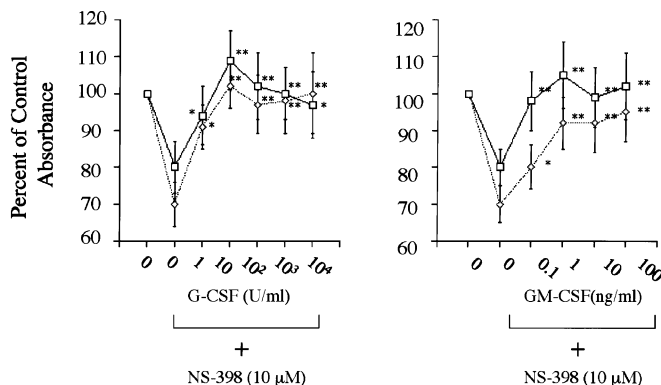 Percent of Control
Absorbance
120
110
100
90
80
70
60
** ** ** ** ** ** ** * * *
0 0 1 10 10² 10³ 10⁴
G-CSF (U/ml)
+
NS-398 (10 µM)
120
110
100
90
80
70
60
** ** ** ** ** ** ** *
0 0 0.1 1 10 100
GM-CSF(ng/ml)
+
NS-398 (10 µM)